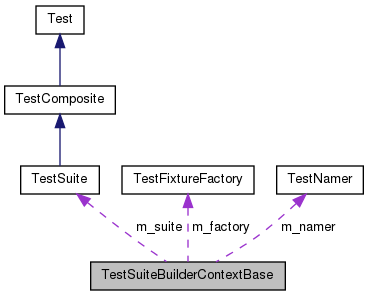 Test
TestComposite
TestSuite
TestFixtureFactory
TestNamer
m_suite
m_factory
m_namer
TestSuiteBuilderContextBase